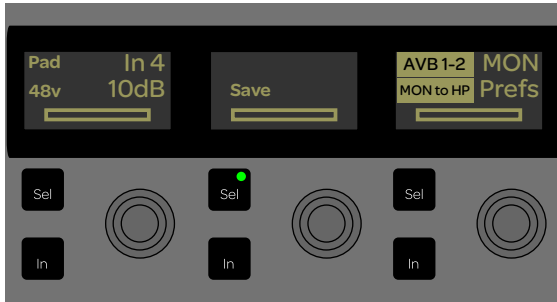 Pad In 4
48v 10dB
Save
AVB 1-2 MON
MON to HP Prefs
Sel Sel Sel
In In In